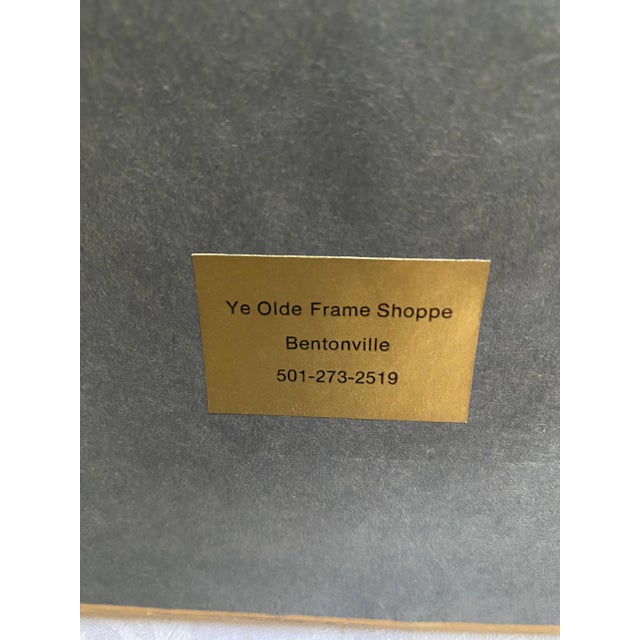 Ye Olde Frame Shoppe
Bentonville
501-273-2519